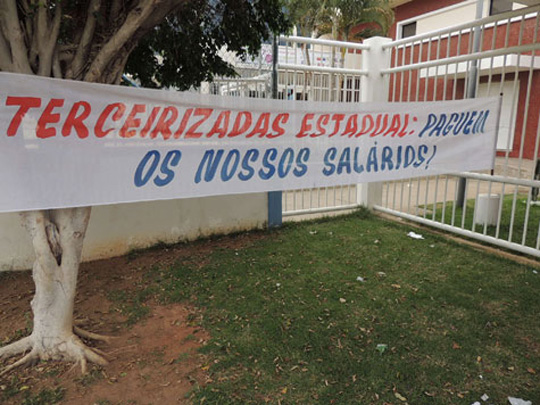 TERCEIRIZADAS ESTADUAL: PAGUEM
OS NOSSOS SALÁRIOS!